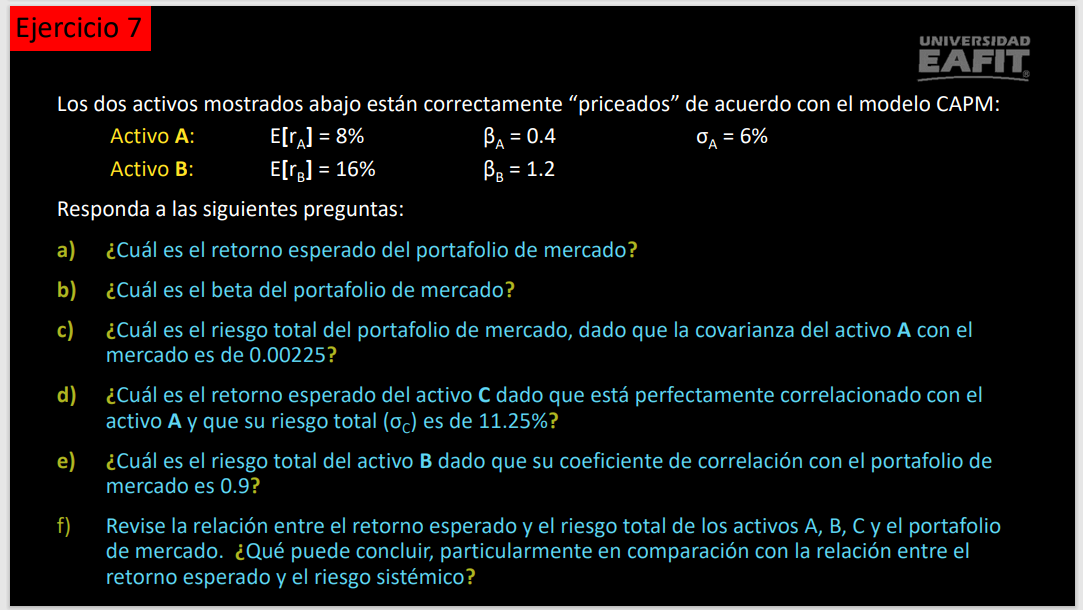 Ejercicio 7
UNIVERSIDAD
EAFIT®
Los dos activos mostrados abajo están correctamente “priceados” de acuerdo con el modelo CAPM:
Activo A: E[rA] = 8% βA = 0.4 σA = 6%
Activo B: E[rB] = 16% βB = 1.2
Responda a las siguientes preguntas:
a) ¿Cuál es el retorno esperado del portafolio de mercado?
b) ¿Cuál es el beta del portafolio de mercado?
c) ¿Cuál es el riesgo total del portafolio de mercado, dado que la covarianza del activo A con el
mercado es de 0.00225?
d) ¿Cuál es el retorno esperado del activo C dado que está perfectamente correlacionado con el
activo A y que su riesgo total (σC) es de 11.25%?
e) ¿Cuál es el riesgo total del activo B dado que su coeficiente de correlación con el portafolio de
mercado es 0.9?
f) Revise la relación entre el retorno esperado y el riesgo total de los activos A, B, C y el portafolio
de mercado. ¿Qué puede concluir, particularmente en comparación con la relación entre el
retorno esperado y el riesgo sistémico?